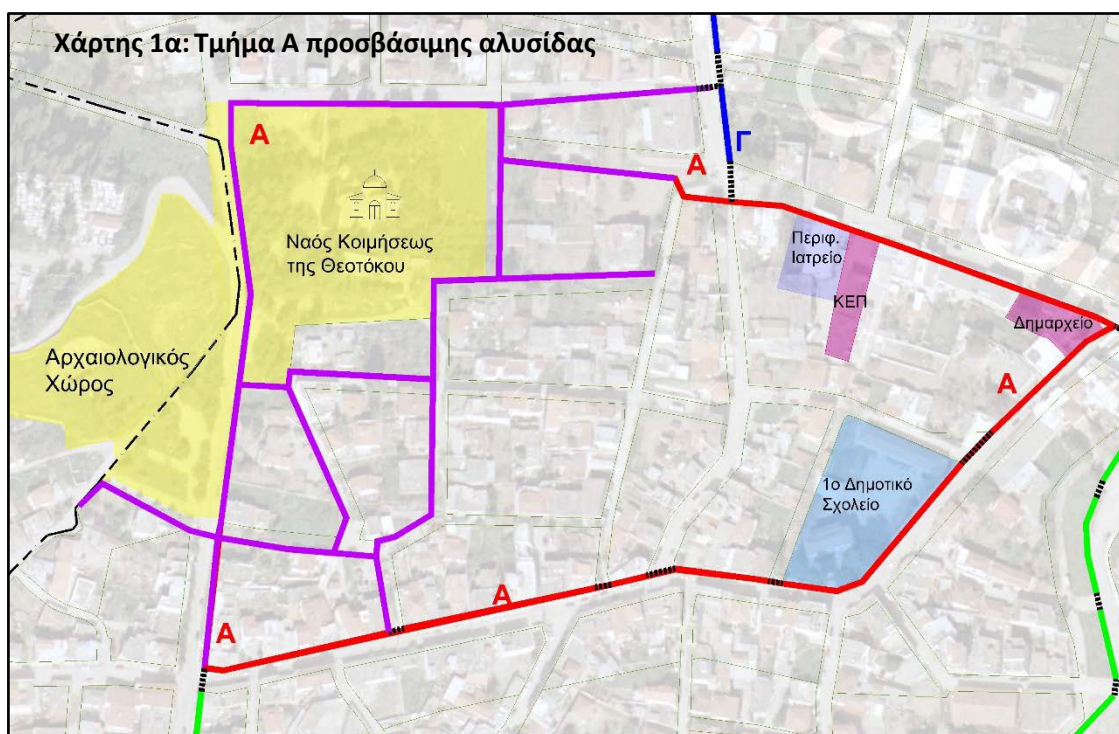 Χάρτης 1α: Τμήμα Α προσβάσιμης αλυσίδας
Α
Γ
Α
Ναός Κοιμήσεως
της Θεοτόκου
Περιφ.
Ιατρείο
ΚΕΠ
Δημαρχείο
Αρχαιολογικός
Χώρος
Α
1ο Δημοτικό
Σχολείο
Α
Α